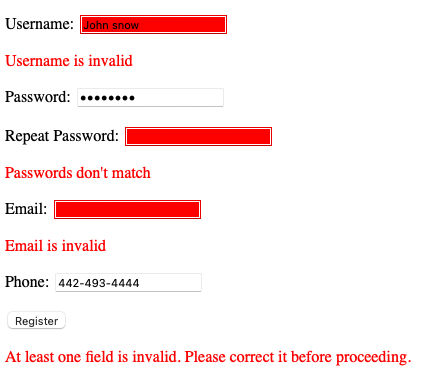 Username: John snow
Username is invalid
Password: ●●●●●●●●
Repeat Password:
Passwords don't match
Email:
Email is invalid
Phone: 442-493-4444
Register
At least one field is invalid. Please correct it before proceeding.